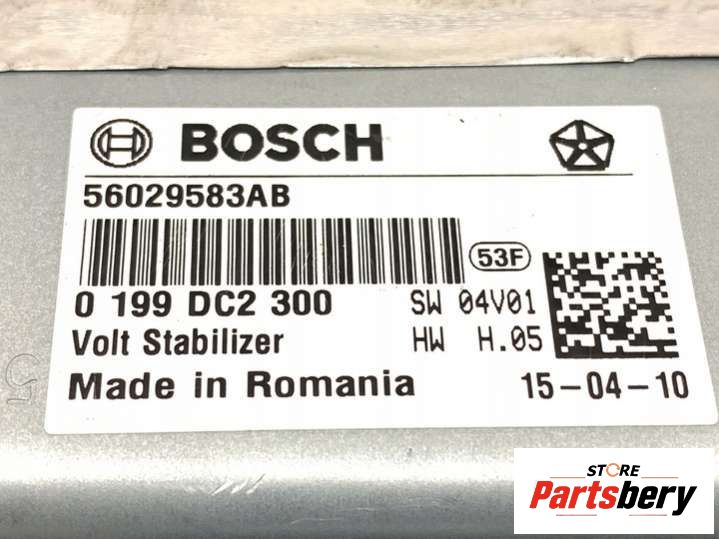 BOSCH
56029583AB
53F
0 199 DC2 300 SW 04V01
Volt Stabilizer HW H.05
Made in Romania 15-04-10
STORE
Partsbery